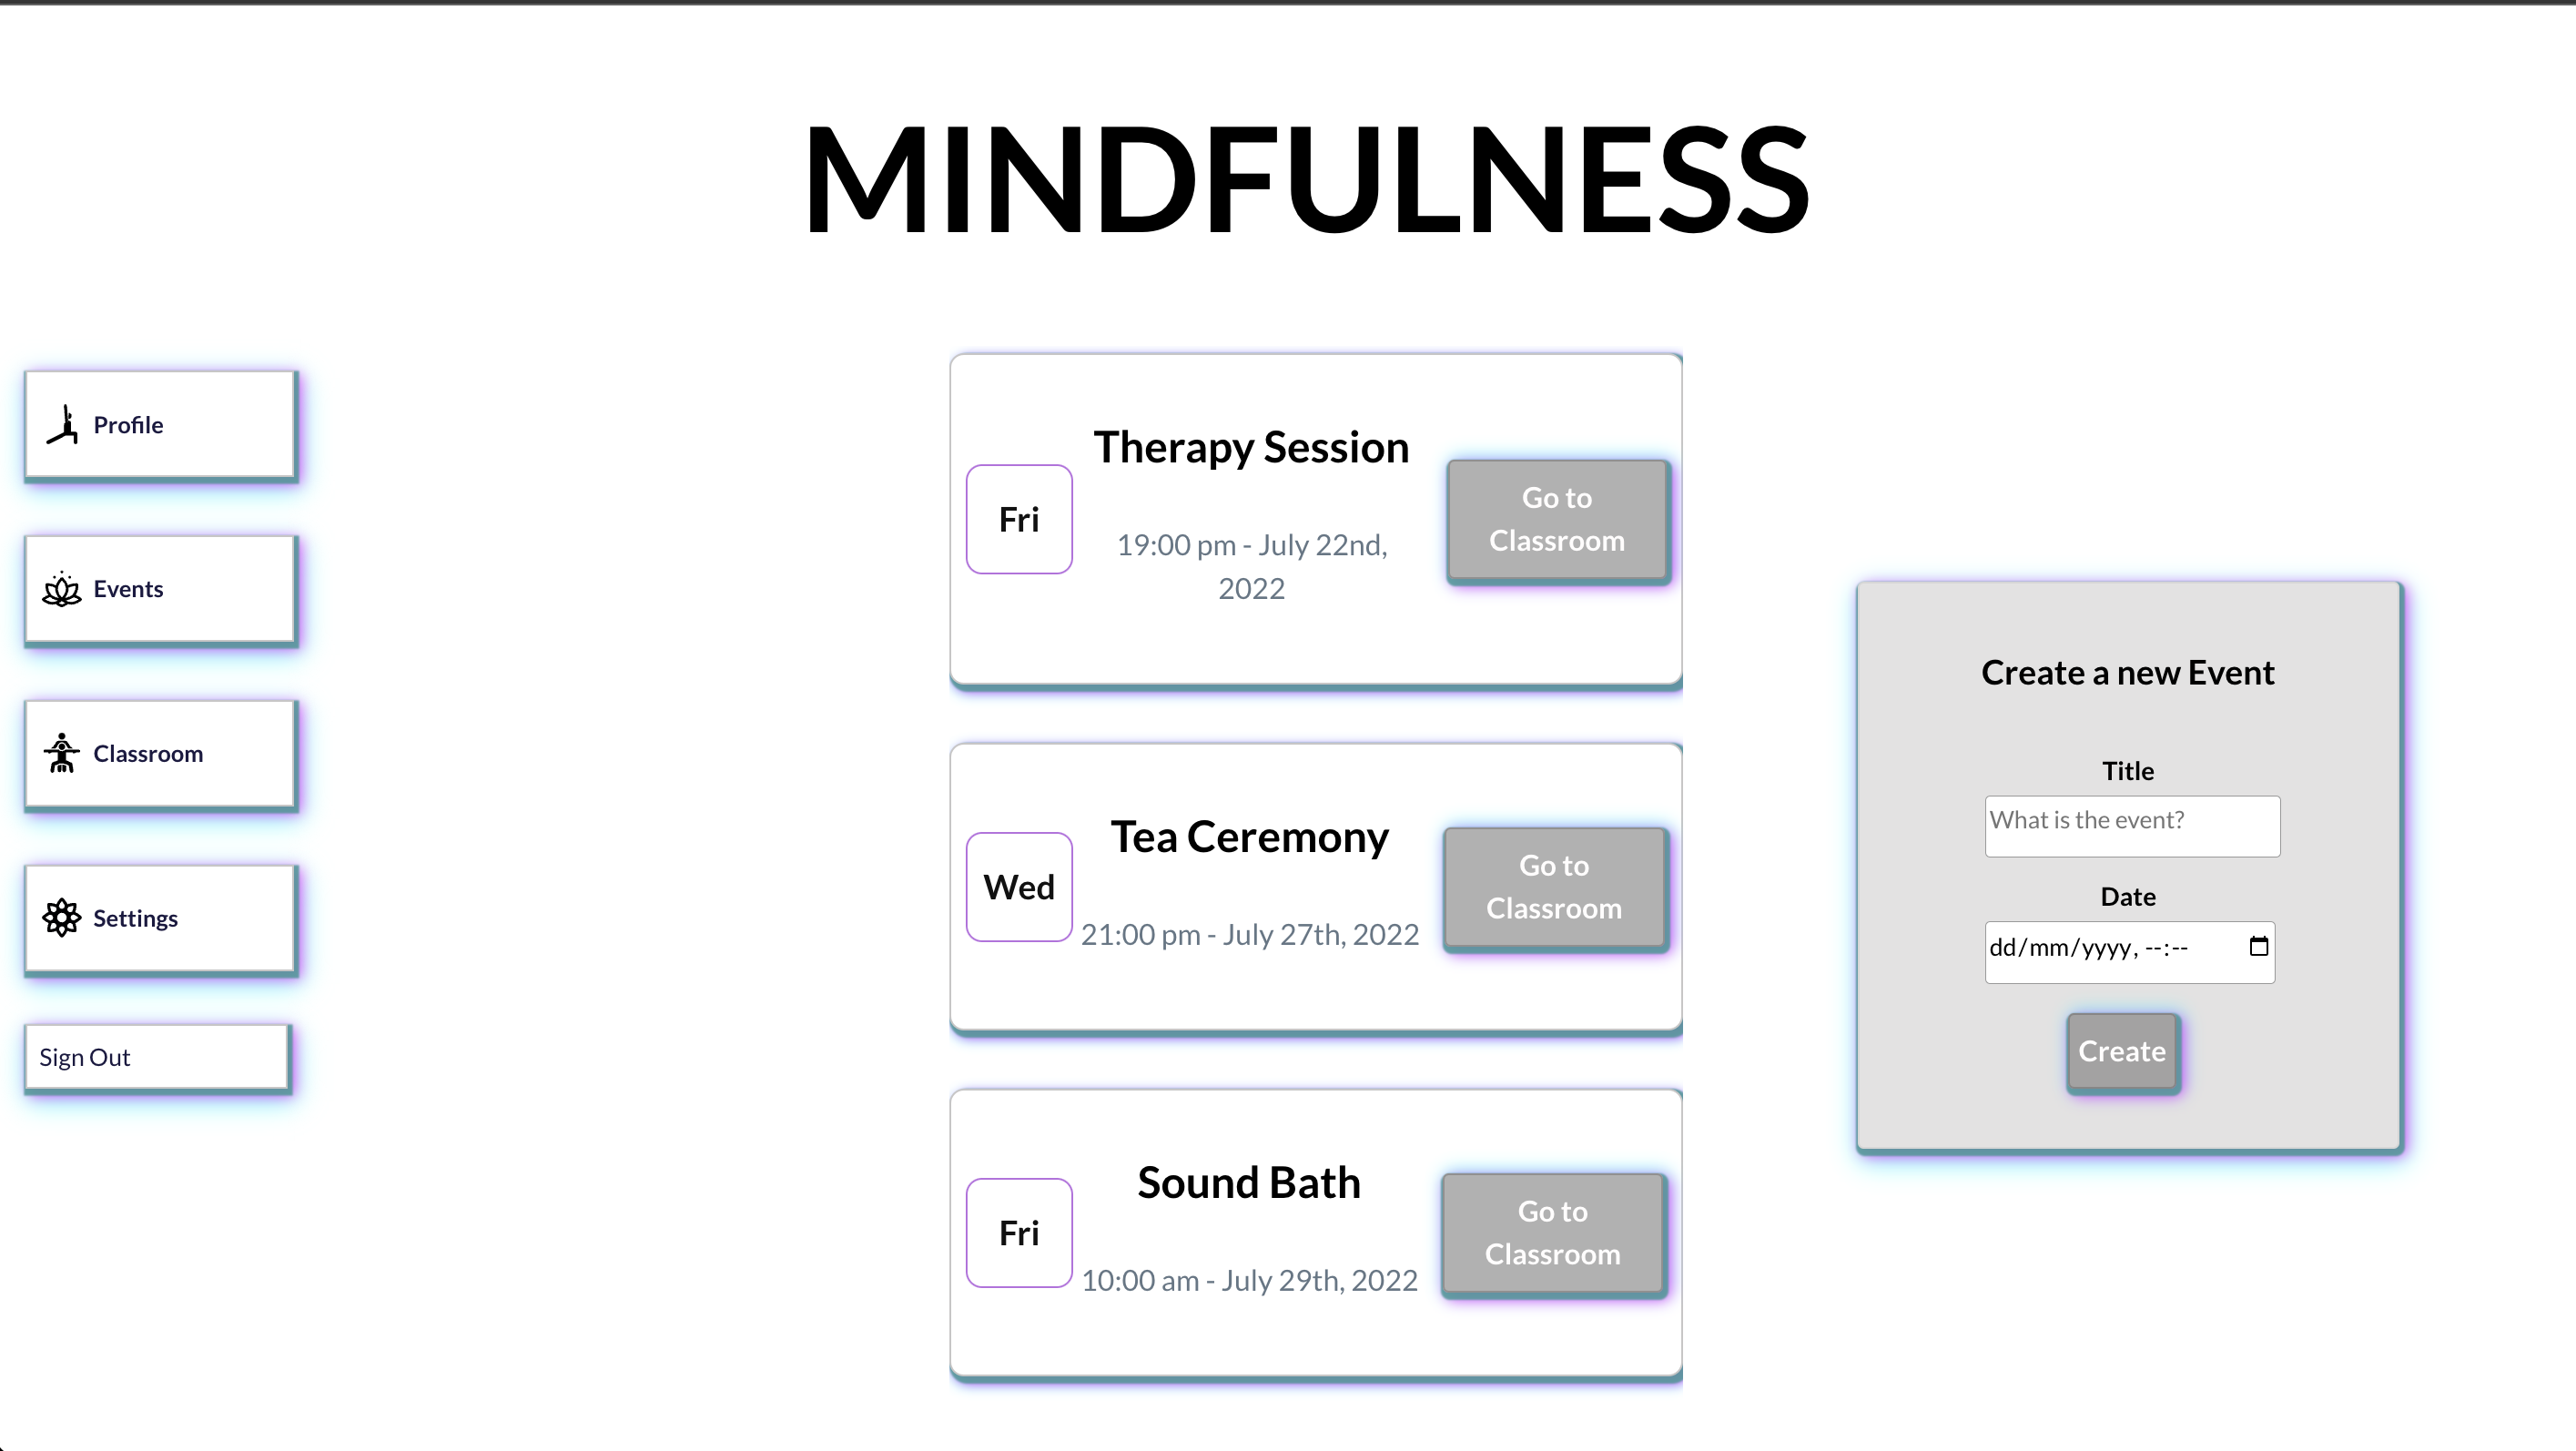 MINDFULNESS
Profile
Events
Classroom
Settings
Sign Out
Fri
Therapy Session
19:00 pm - July 22nd,
2022
Go to
Classroom
Wed
Tea Ceremony
21:00 pm - July 27th, 2022
Go to
Classroom
Fri
Sound Bath
10:00 am - July 29th, 2022
Go to
Classroom
Create a new Event
Title
What is the event?
Date
dd/mm/yyyy, --:--
Create